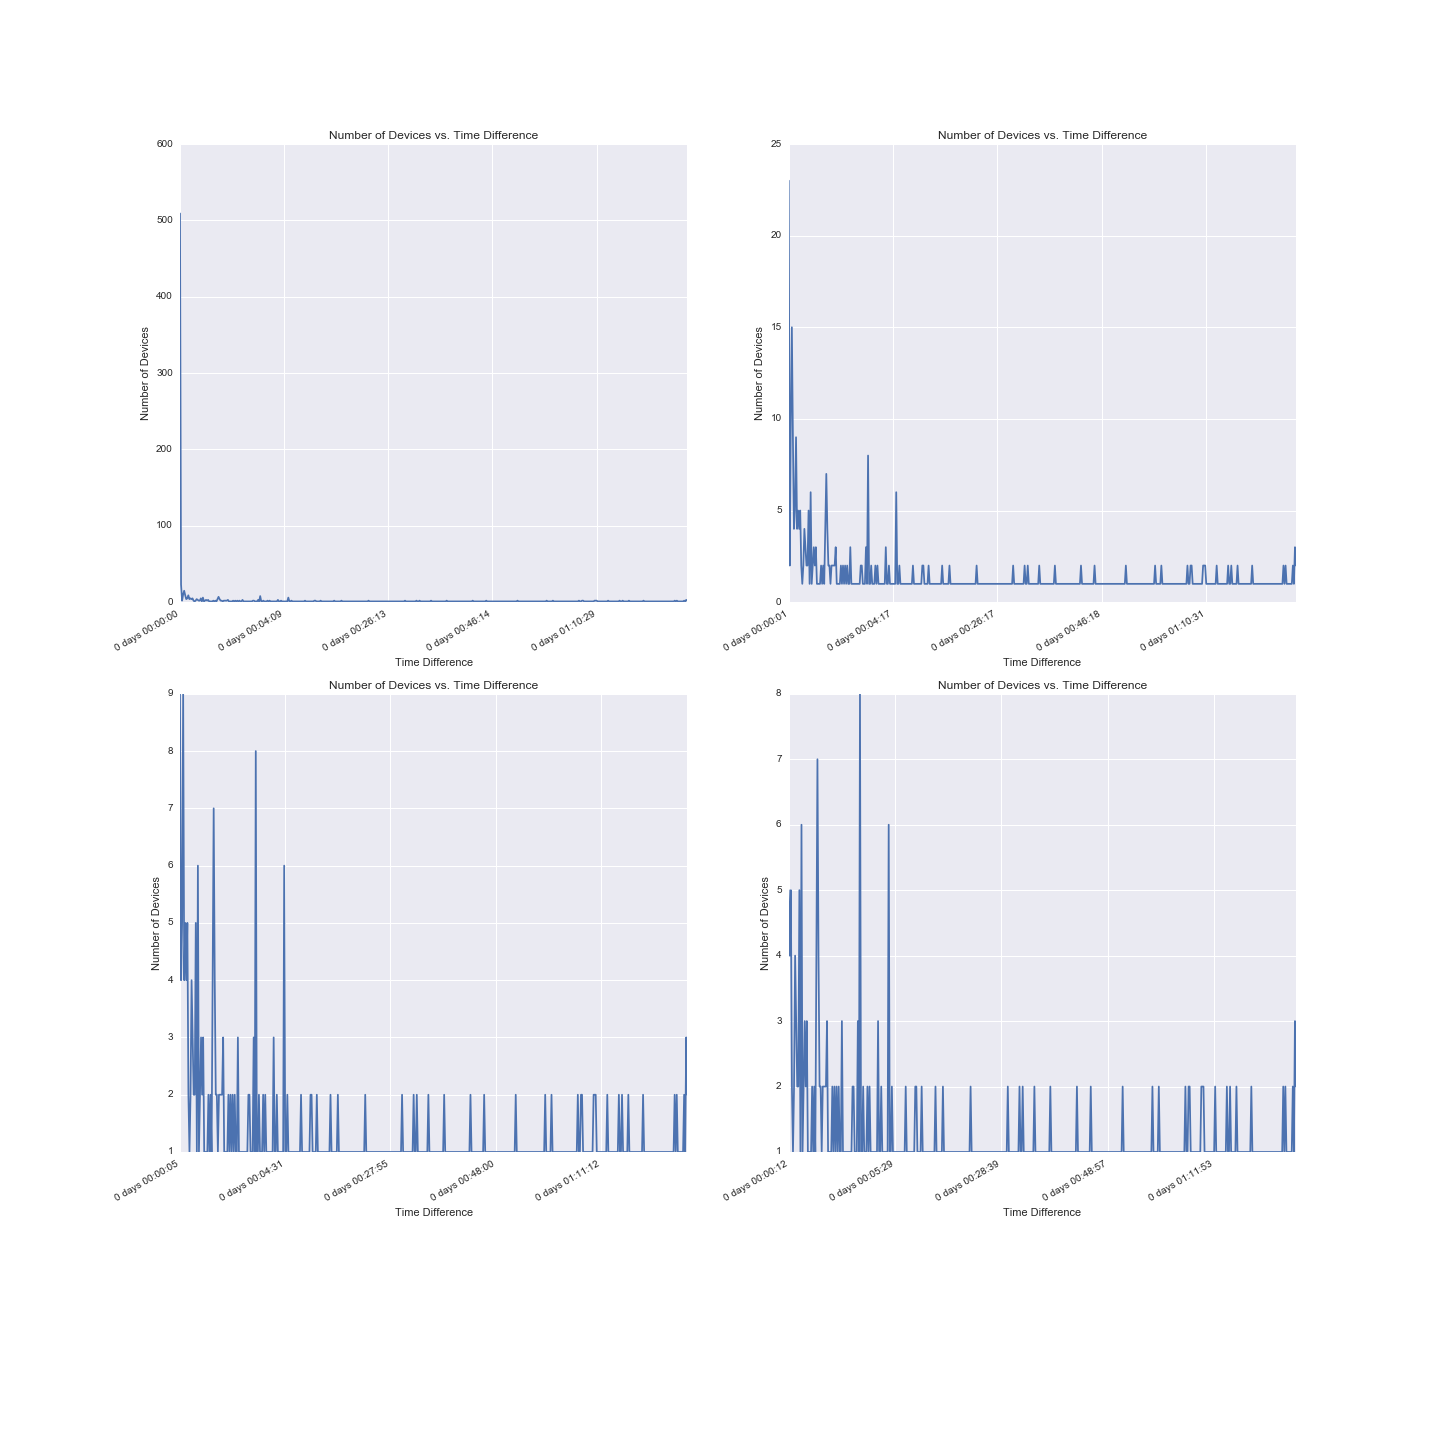 Number of Devices vs. Time Difference
600
500
400
300
200
100
0
Number of Devices
0 days 00:00:00
0 days 00:04:09
0 days 00:26:13
0 days 00:46:14
0 days 01:10:29
Time Difference
Number of Devices vs. Time Difference
25
20
15
10
5
0
Number of Devices
0 days 00:00:01
0 days 00:04:17
0 days 00:26:17
0 days 00:46:18
0 days 01:10:31
Time Difference
Number of Devices vs. Time Difference
9
8
7
6
5
4
3
2
1
Number of Devices
0 days 00:00:05
0 days 00:04:31
0 days 00:27:55
0 days 00:48:00
0 days 01:11:12
Time Difference
Number of Devices vs. Time Difference
8
7
6
5
4
3
2
1
Number of Devices
0 days 00:00:12
0 days 00:05:29
0 days 00:28:39
0 days 00:48:57
0 days 01:11:53
Time Difference